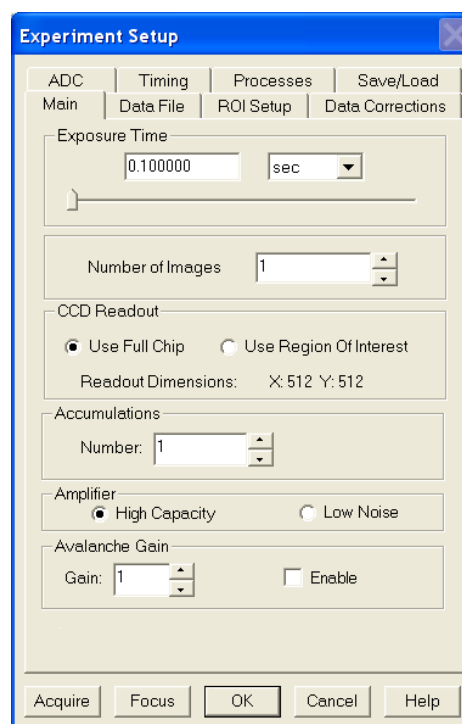 Experiment Setup
ADC Timing Processes Save/Load
Main Data File ROI Setup Data Corrections
Exposure Time
0.100000 sec
Number of Images 1
CCD Readout
Use Full Chip Use Region Of Interest
Readout Dimensions: X: 512 Y: 512
Accumulations
Number: 1
Amplifier
High Capacity Low Noise
Avalanche Gain
Gain: 1 Enable
Acquire Focus OK Cancel Help